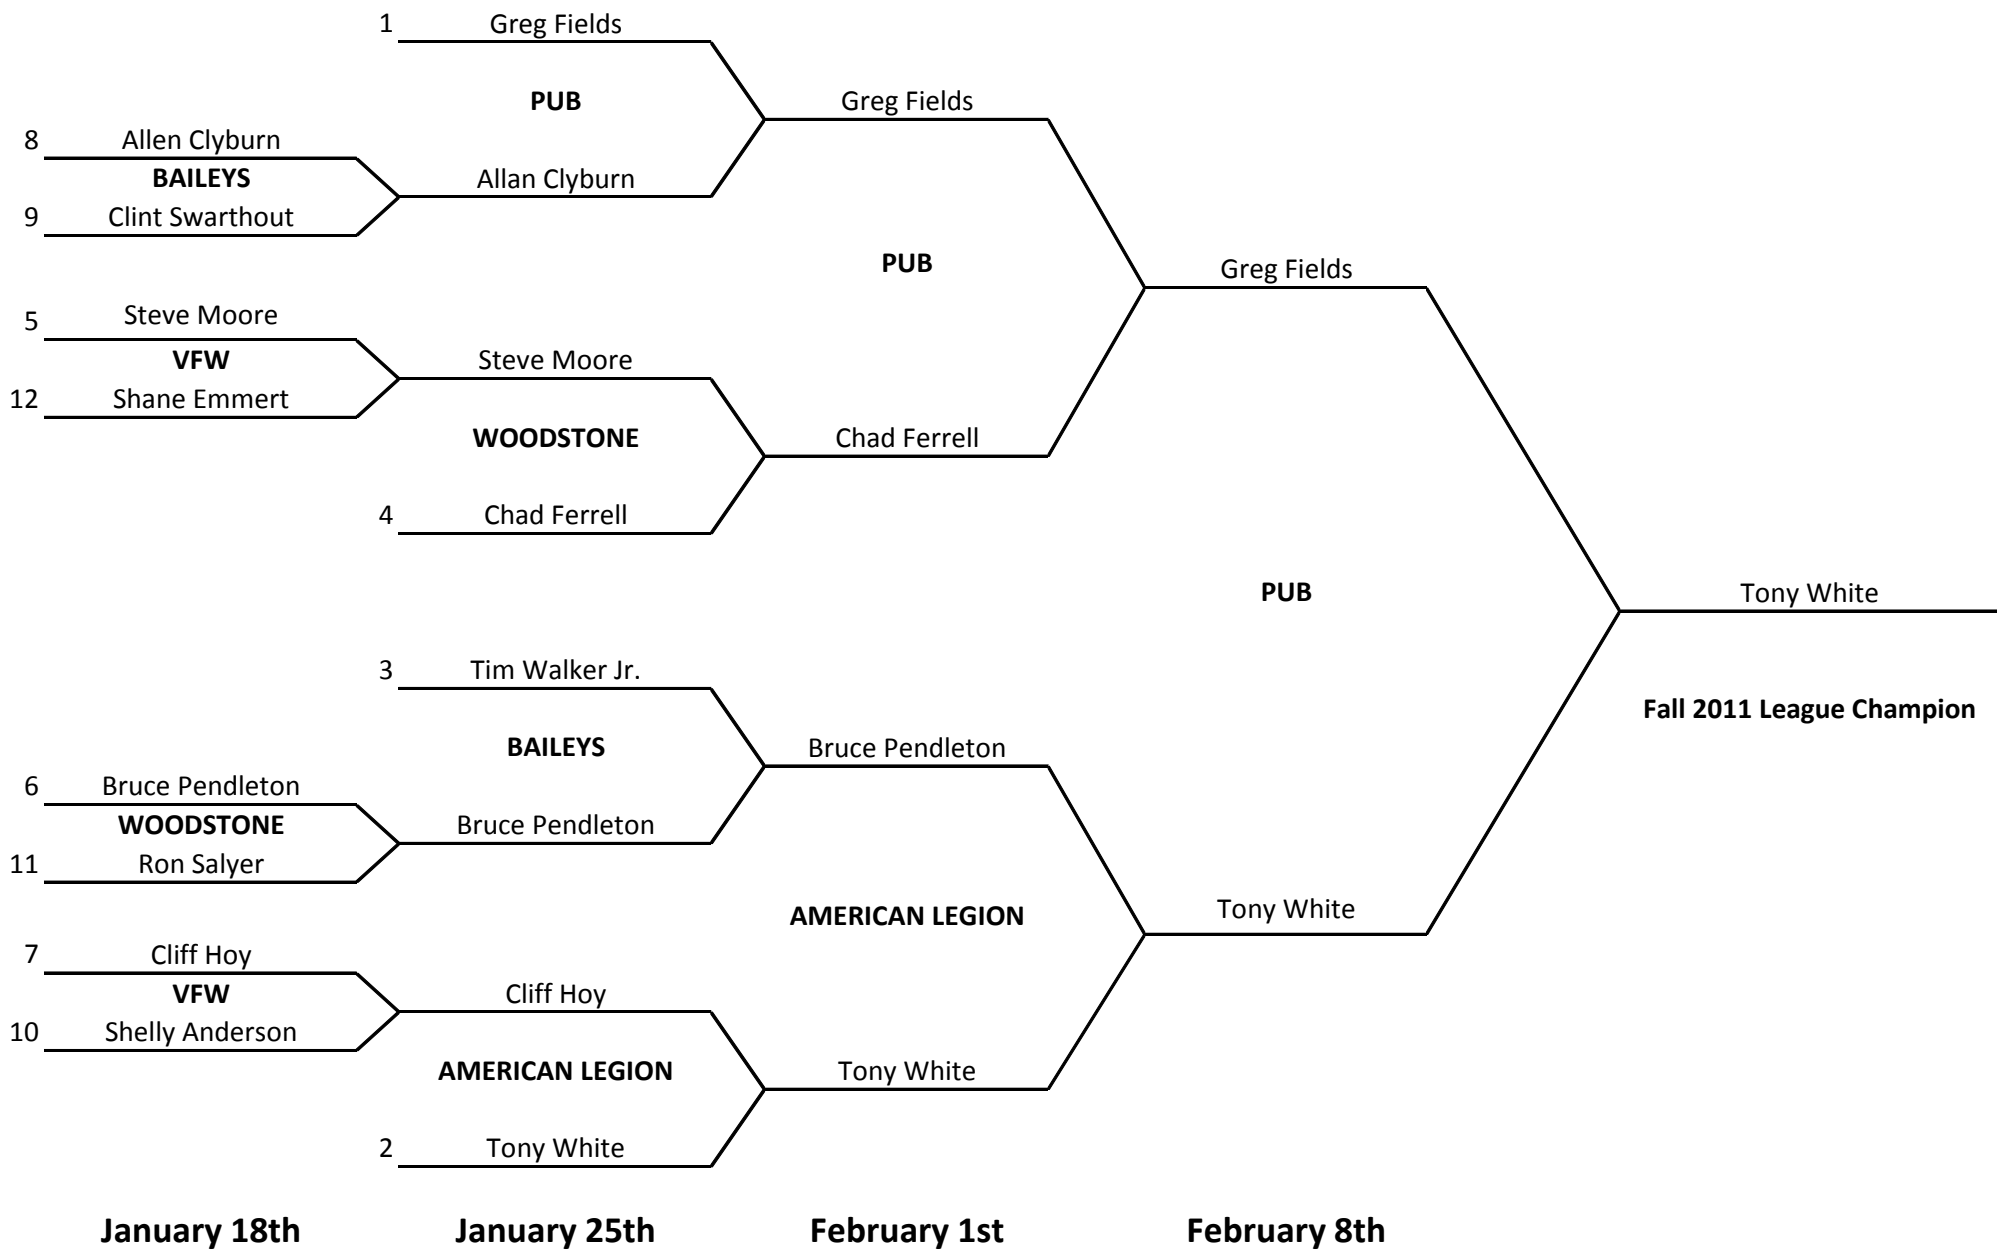 1 Greg Fields
PUB
Greg Fields
8 Allen Clyburn
BAILEYS
Allan Clyburn
9 Clint Swarthout
PUB
Greg Fields
5 Steve Moore
VFW
Steve Moore
12 Shane Emmert
WOODSTONE
Chad Ferrell
4 Chad Ferrell
PUB
Tony White
3 Tim Walker Jr.
Fall 2011 League Champion
BAILEYS
Bruce Pendleton
6 Bruce Pendleton
WOODSTONE
Bruce Pendleton
11 Ron Salyer
AMERICAN LEGION
Tony White
7 Cliff Hoy
VFW
Cliff Hoy
10 Shelly Anderson
AMERICAN LEGION
Tony White
2 Tony White
January 18th January 25th February 1st February 8th